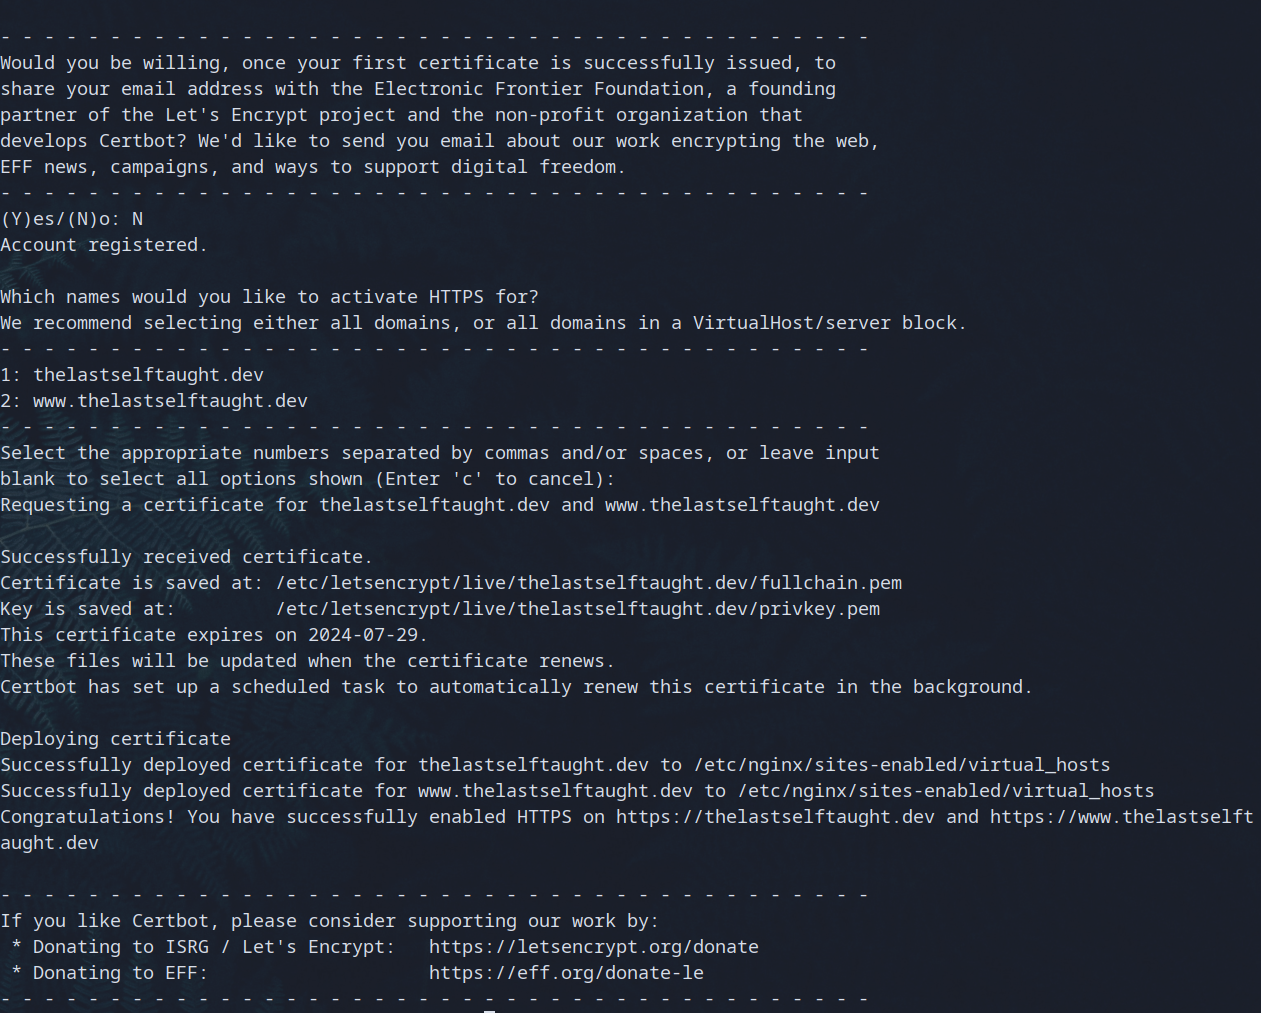 - - - - - - - - - - - - - - - - - - - - - - - - - - - - - - - - - - - - - - - -
Would you be willing, once your first certificate is successfully issued, to
share your email address with the Electronic Frontier Foundation, a founding
partner of the Let's Encrypt project and the non-profit organization that
develops Certbot? We'd like to send you email about our work encrypting the web,
EFF news, campaigns, and ways to support digital freedom.
- - - - - - - - - - - - - - - - - - - - - - - - - - - - - - - - - - - - - - - -
(Y)es/(N)o: N
Account registered.

Which names would you like to activate HTTPS for?
We recommend selecting either all domains, or all domains in a VirtualHost/server block.
- - - - - - - - - - - - - - - - - - - - - - - - - - - - - - - - - - - - - - - -
1: thelastselftaught.dev
2: www.thelastselftaught.dev
- - - - - - - - - - - - - - - - - - - - - - - - - - - - - - - - - - - - - - - -
Select the appropriate numbers separated by commas and/or spaces, or leave input
blank to select all options shown (Enter 'c' to cancel):
Requesting a certificate for thelastselftaught.dev and www.thelastselftaught.dev

Successfully received certificate.
Certificate is saved at: /etc/letsencrypt/live/thelastselftaught.dev/fullchain.pem
Key is saved at:         /etc/letsencrypt/live/thelastselftaught.dev/privkey.pem
This certificate expires on 2024-07-29.
These files will be updated when the certificate renews.
Certbot has set up a scheduled task to automatically renew this certificate in the background.

Deploying certificate
Successfully deployed certificate for thelastselftaught.dev to /etc/nginx/sites-enabled/virtual_hosts
Successfully deployed certificate for www.thelastselftaught.dev to /etc/nginx/sites-enabled/virtual_hosts
Congratulations! You have successfully enabled HTTPS on https://thelastselftaught.dev and https://www.thelastselft
aught.dev

- - - - - - - - - - - - - - - - - - - - - - - - - - - - - - - - - - - - - - - -
If you like Certbot, please consider supporting our work by:
 * Donating to ISRG / Let's Encrypt:   https://letsencrypt.org/donate
 * Donating to EFF:                    https://eff.org/donate-le
- - - - - - - - - - - - - - - - - - - - - - - - - - - - - - - - - - - - - - - -